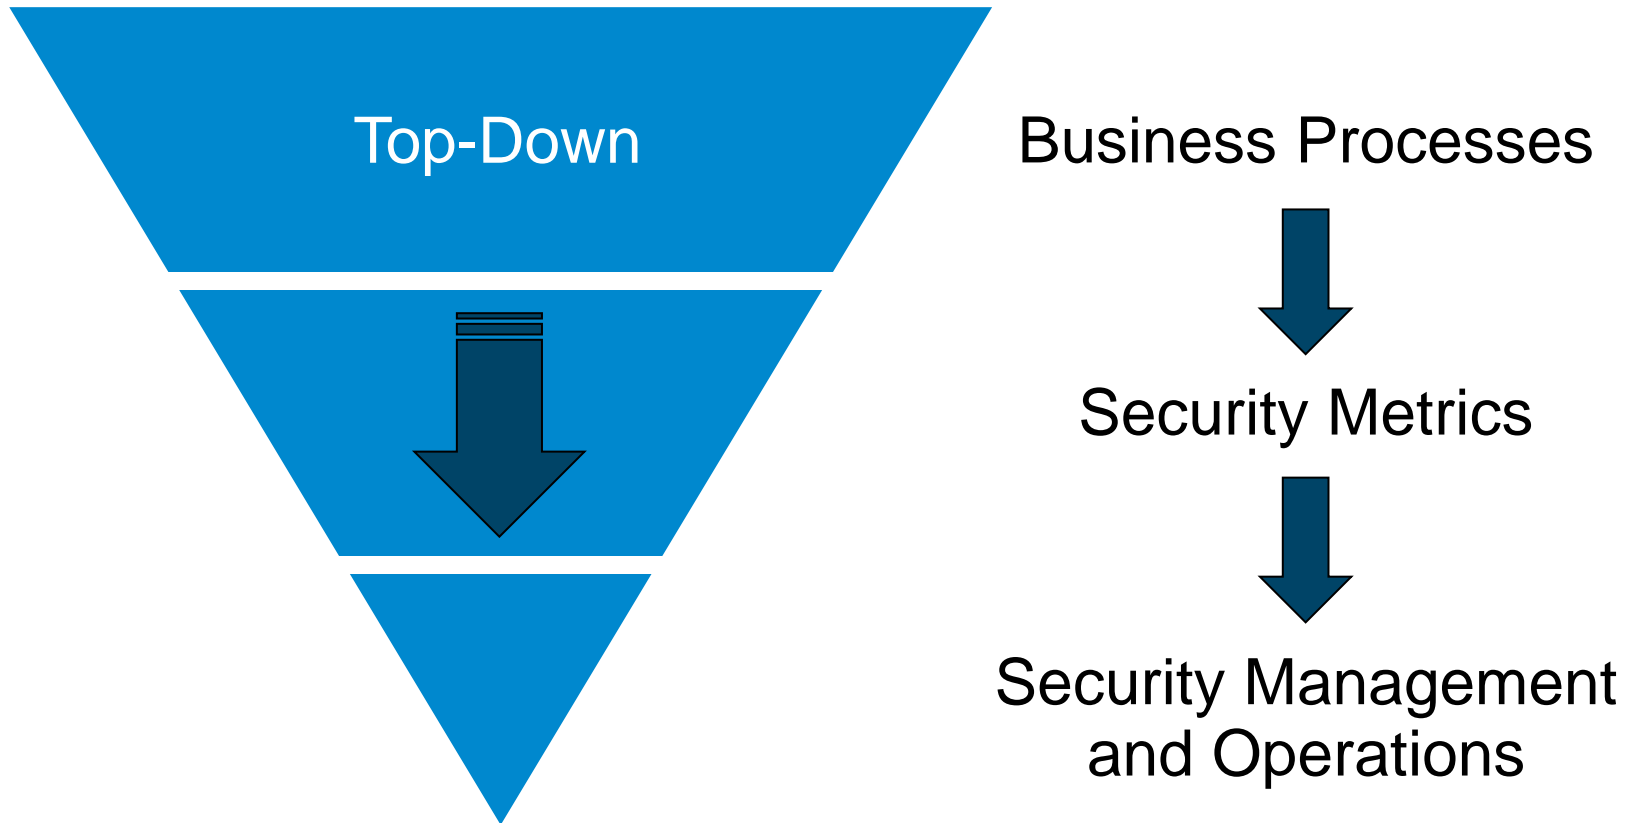 Top-Down
Business Processes
Security Metrics
Security Management
and Operations